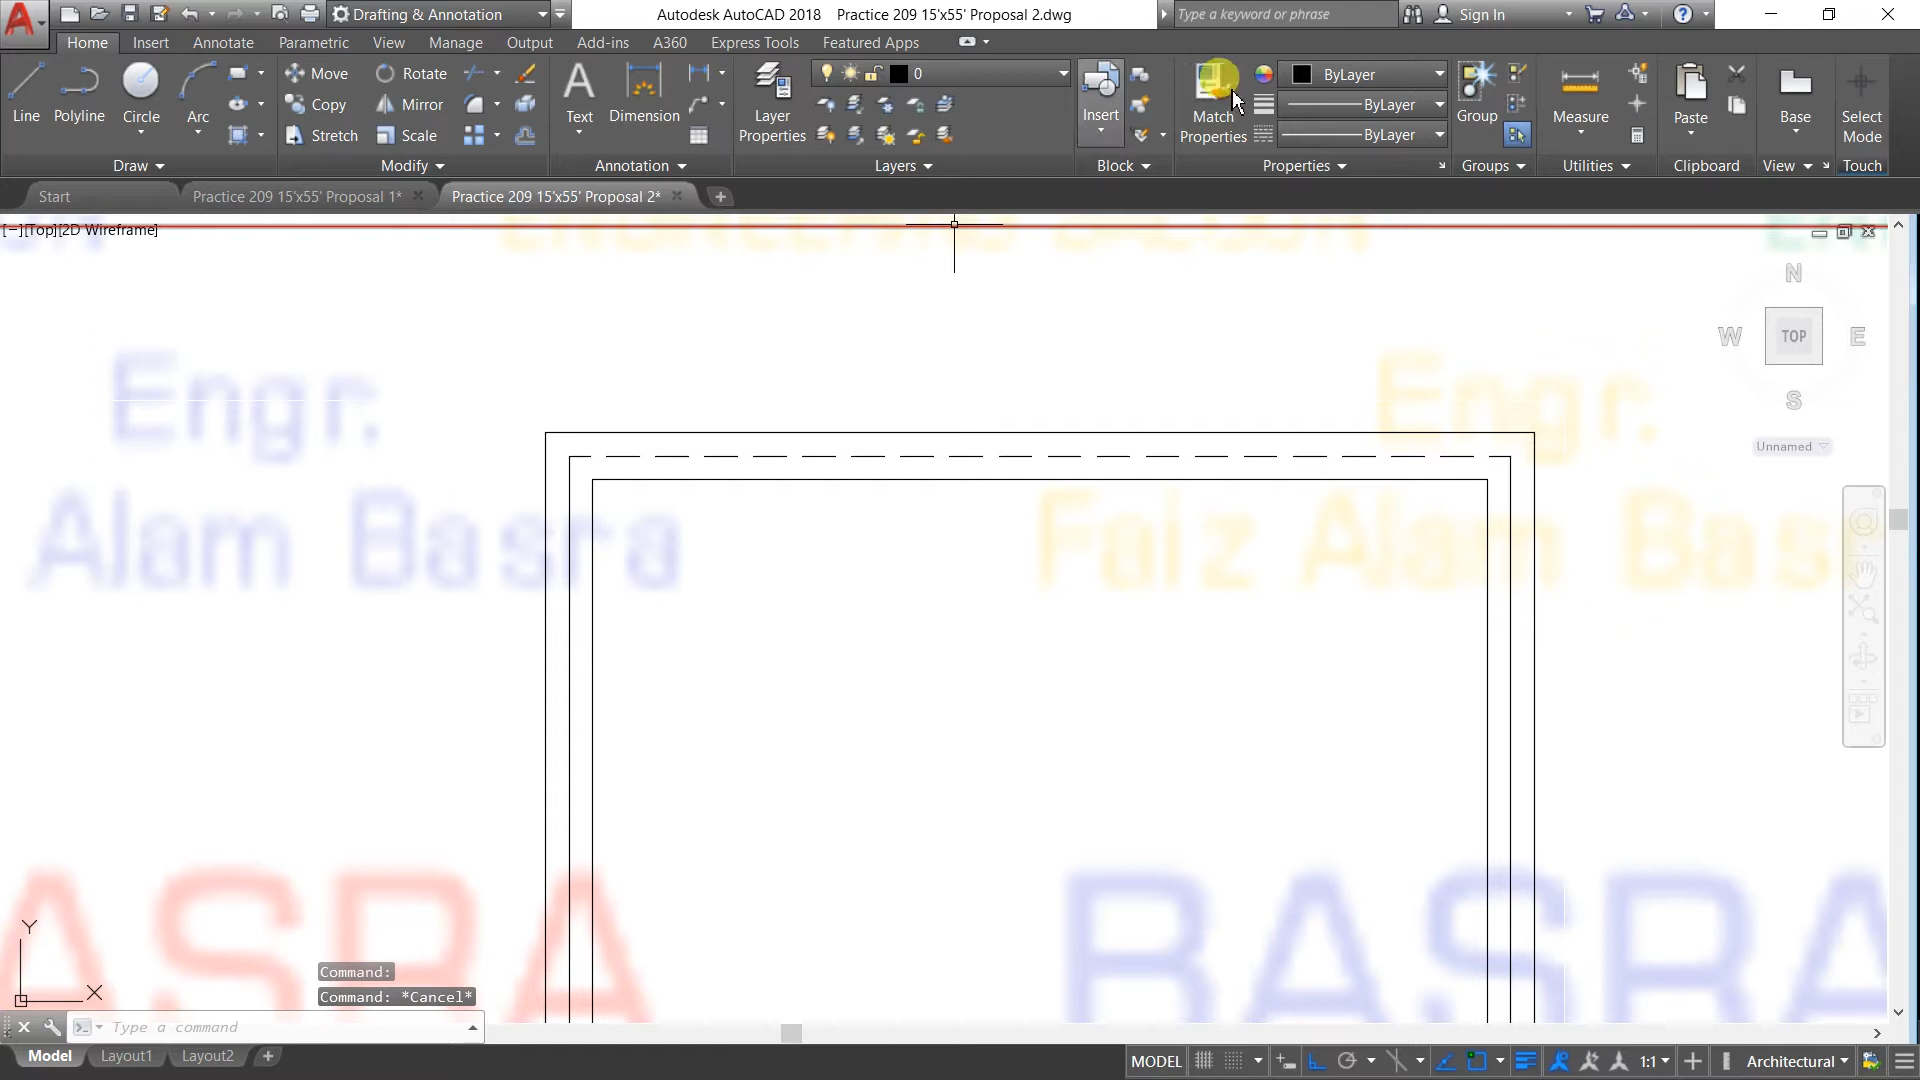 Drafting & Annotation
Autodesk AutoCAD 2018 Practice 209 15'x55' Proposal 2.dwg
Type a keyword or phrase
Sign In
Home Insert Annotate Parametric View Manage Output Add-ins A360 Express Tools Featured Apps
Line Polyline Circle Arc
Move Rotate
Copy Mirror
Stretch Scale
Text Dimension
Layer Properties
0
Insert
Match Properties
ByLayer
ByLayer
ByLayer
Group Measure Paste Base Select Mode
Draw Modify Annotation Layers Block Properties Groups Utilities Clipboard View Touch
Start Practice 209 15'x55' Proposal 1* Practice 209 15'x55' Proposal 2*
[−][Top][2D Wireframe]
N
W TOP E
S
Unnamed
Engr. Engr.
Alam Basra Faiz Alam Bas
ASRA BASRA
Y
X
Command:
Command: *Cancel*
Type a command
Model Layout1 Layout2
MODEL 1:1 Architectural